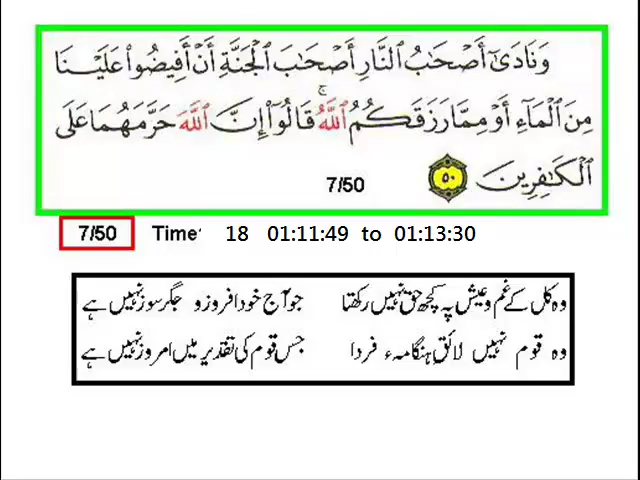 وَنَادَىٰٓ أَصْحَٰبُ ٱلنَّارِ أَصْحَٰبَ ٱلْجَنَّةِ أَنْ أَفِيضُوا۟ عَلَيْنَا
مِنَ ٱلْمَآءِ أَوْ مِمَّا رَزَقَكُمُ ٱللَّهُ ۚ قَالُوٓا۟ إِنَّ ٱللَّهَ حَرَّمَهُمَا عَلَى
ٱلْكَٰفِرِينَ ٥٠
7/50
7/50 Time 18 01:11:49 to 01:13:30
وہ کل کے غم و عیش پہ کچھ حق نہیں رکھتا جو آج خود افروز و جگر سوز نہیں ہے
وہ قوم نہیں لائق ہنگامہء فردا جس قوم کی تقدیر میں امروز نہیں ہے